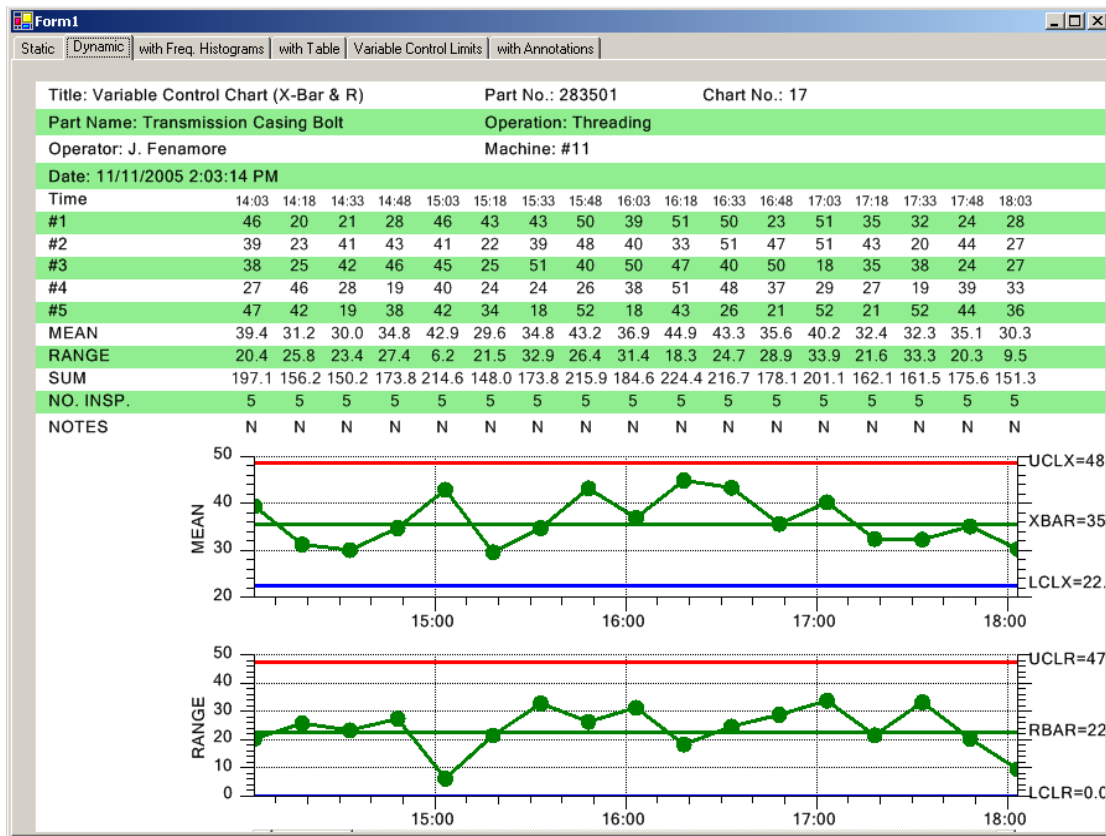 Form1
Static Dynamic with Freq. Histograms with Table Variable Control Limits with Annotations
Title: Variable Control Chart (X-Bar & R) Part No.: 283501 Chart No.: 17
Part Name: Transmission Casing Bolt Operation: Threading
Operator: J. Fenamore Machine: #11
Date: 11/11/2005 2:03:14 PM
Time 14:03 14:18 14:33 14:48 15:03 15:18 15:33 15:48 16:03 16:18 16:33 16:48 17:03 17:18 17:33 17:48 18:03
#1 46 20 21 28 46 43 43 50 39 51 50 23 51 35 32 24 28
#2 39 23 41 43 41 22 39 48 40 33 51 47 51 43 20 44 27
#3 38 25 42 46 45 25 51 40 50 47 40 50 18 35 38 24 27
#4 27 46 28 19 40 24 24 26 38 51 48 37 29 27 19 39 33
#5 47 42 19 38 42 34 18 52 18 43 26 21 52 21 52 44 36
MEAN 39.4 31.2 30.0 34.8 42.9 29.6 34.8 43.2 36.9 44.9 43.3 35.6 40.2 32.4 32.3 35.1 30.3
RANGE 20.4 25.8 23.4 27.4 6.2 21.5 32.9 26.4 31.4 18.3 24.7 28.9 33.9 21.6 33.3 20.3 9.5
SUM 197.1 156.2 150.2 173.8 214.6 148.0 173.8 215.9 184.6 224.4 216.7 178.1 201.1 162.1 161.5 175.6 151.3
NO. INSP. 5 5 5 5 5 5 5 5 5 5 5 5 5 5 5 5 5
NOTES N N N N N N N N N N N N N N N N N
50 UCLX=48
40
MEAN XBAR=35
30
LCLX=22.
20
15:00 16:00 17:00 18:00
50 UCLR=47
40
30
RANGE RBAR=22
20
10
0 LCLR=0.0
15:00 16:00 17:00 18:00